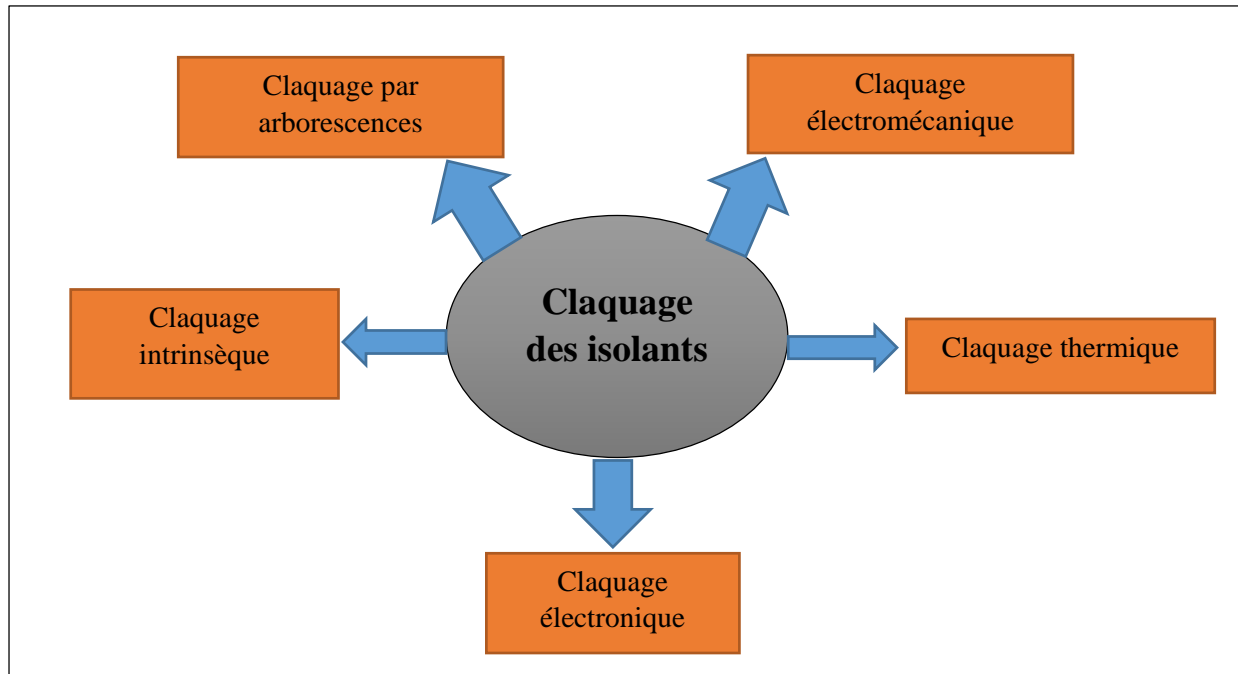 Claquage par
arborescences
Claquage
électromécanique
Claquage
intrinsèque
Claquage
des isolants
Claquage thermique
Claquage
électronique